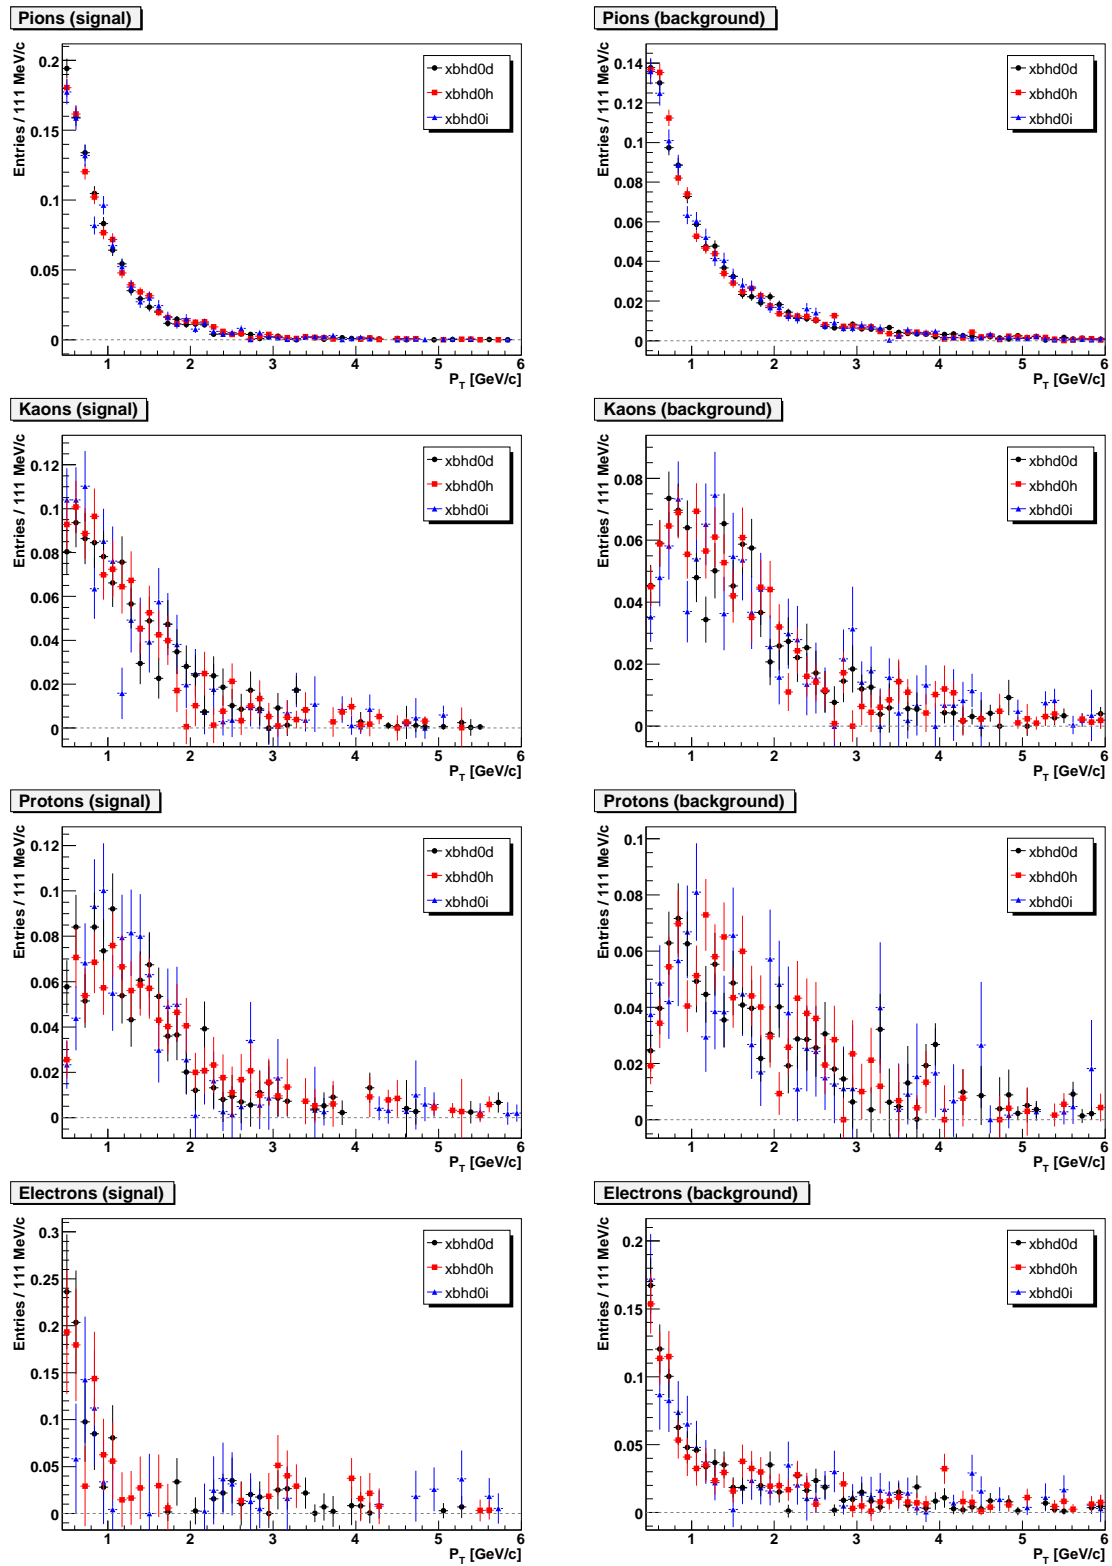 Pions (signal)
Entries / 111 MeV/c
0.2
0.15
0.1
0.05
0
xbhd0d
xbhd0h
xbhd0i
1 2 3 4 5 6
P_T [GeV/c]
Pions (background)
Entries / 111 MeV/c
0.14
0.12
0.1
0.08
0.06
0.04
0.02
0
xbhd0d
xbhd0h
xbhd0i
1 2 3 4 5 6
P_T [GeV/c]
Kaons (signal)
Entries / 111 MeV/c
0.12
0.1
0.08
0.06
0.04
0.02
0
xbhd0d
xbhd0h
xbhd0i
1 2 3 4 5 6
P_T [GeV/c]
Kaons (background)
Entries / 111 MeV/c
0.08
0.06
0.04
0.02
0
xbhd0d
xbhd0h
xbhd0i
1 2 3 4 5 6
P_T [GeV/c]
Protons (signal)
Entries / 111 MeV/c
0.12
0.1
0.08
0.06
0.04
0.02
0
xbhd0d
xbhd0h
xbhd0i
1 2 3 4 5 6
P_T [GeV/c]
Protons (background)
Entries / 111 MeV/c
0.1
0.08
0.06
0.04
0.02
0
xbhd0d
xbhd0h
xbhd0i
1 2 3 4 5 6
P_T [GeV/c]
Electrons (signal)
Entries / 111 MeV/c
0.3
0.25
0.2
0.15
0.1
0.05
0
xbhd0d
xbhd0h
xbhd0i
1 2 3 4 5 6
P_T [GeV/c]
Electrons (background)
Entries / 111 MeV/c
0.2
0.15
0.1
0.05
0
xbhd0d
xbhd0h
xbhd0i
1 2 3 4 5 6
P_T [GeV/c]